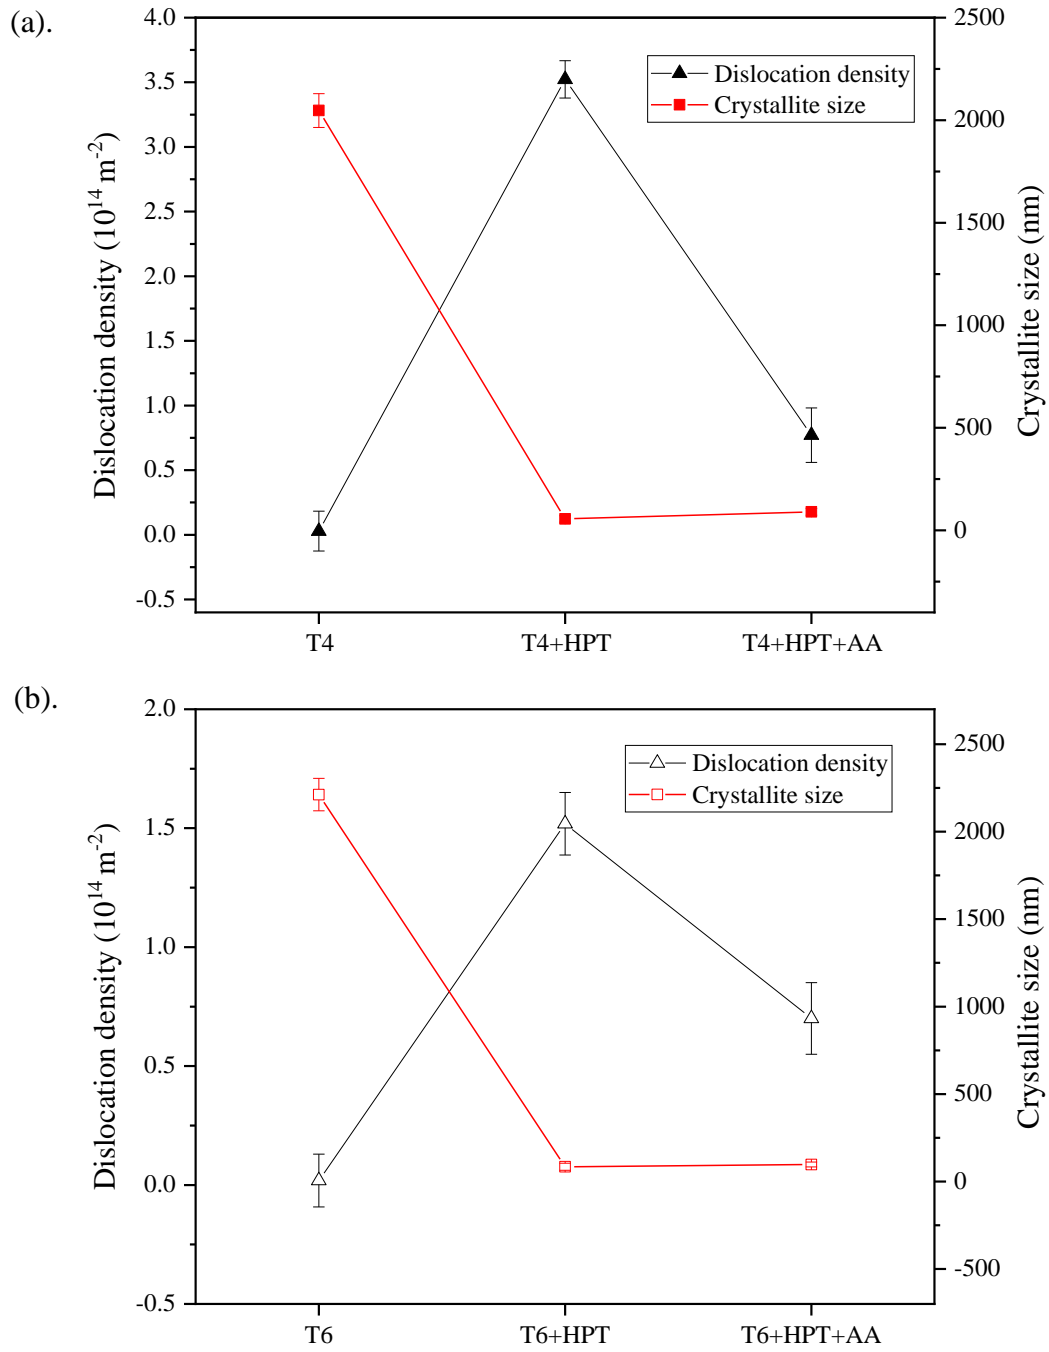 (a).
4.0
3.5
3.0
2.5
2.0
1.5
1.0
0.5
0.0
-0.5
Dislocation density (10^14 m^-2)
2500
2000
1500
1000
500
0
Crystallite size (nm)
Dislocation density
Crystallite size
T4
T4+HPT
T4+HPT+AA
(b).
2.0
1.5
1.0
0.5
0.0
-0.5
Dislocation density (10^14 m^-2)
2500
2000
1500
1000
500
0
-500
Crystallite size (nm)
Dislocation density
Crystallite size
T6
T6+HPT
T6+HPT+AA